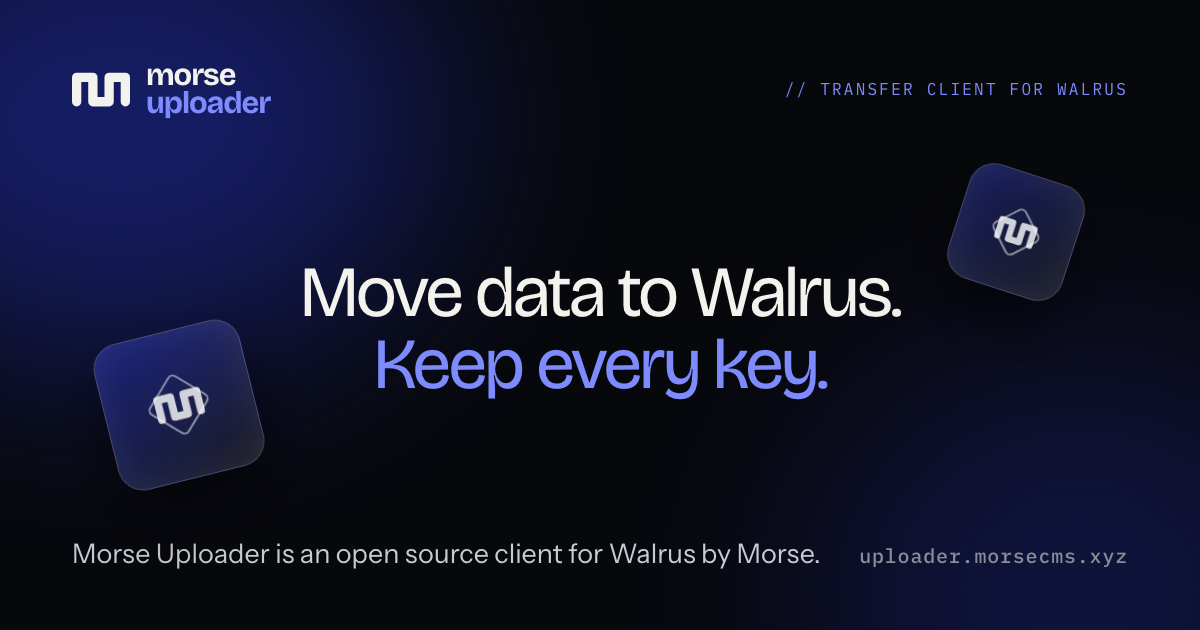 morse
uploader
// TRANSFER CLIENT FOR WALRUS
Move data to Walrus.
Keep every key.
Morse Uploader is an open source client for Walrus by Morse.
uploader.morsecms.xyz